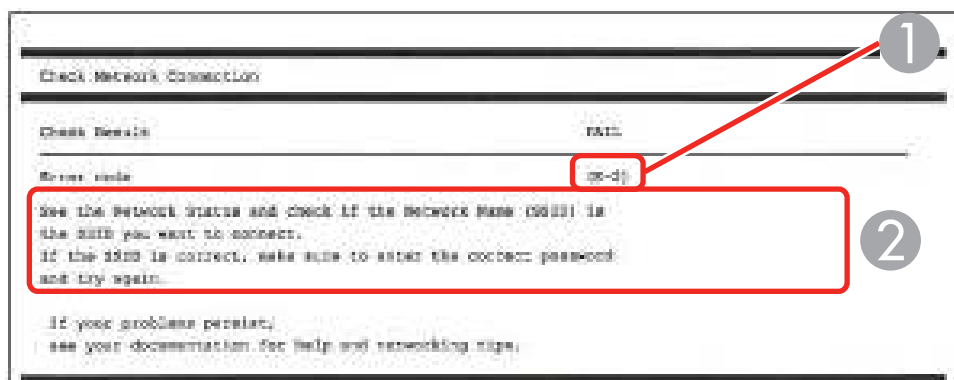 1
Check Network Connection
Check Result FAIL
Error code
See the Network Status and check if the Network Name (SSID) is
the SSID you want to connect.
If the SSID is correct, make sure to enter the correct password
and try again.
2
If your problems persist,
see your documentation for help and networking tips.